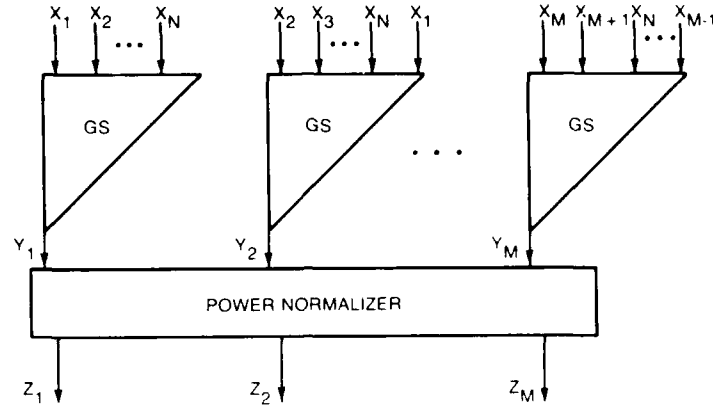 X1 X2 ••• XN X2 X3 ••• XN X1 XM XM+1 XN ••• XM-1
GS GS GS
• • •
Y1 Y2 YM
POWER NORMALIZER
Z1 Z2 ZM